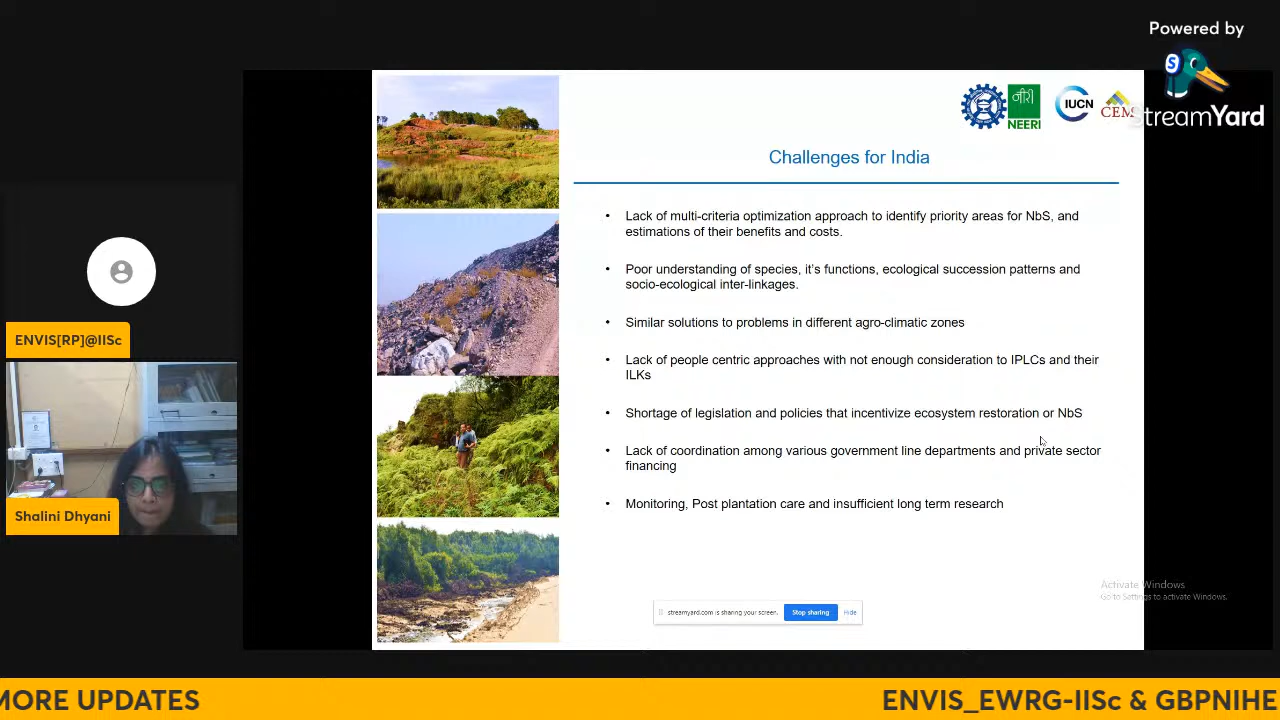 Powered by
StreamYard
S
नीरी
NEERI
IUCN
CEM
Challenges for India
• Lack of multi-criteria optimization approach to identify priority areas for NbS, and
estimations of their benefits and costs.
• Poor understanding of species, it's functions, ecological succession patterns and
socio-ecological inter-linkages.
• Similar solutions to problems in different agro-climatic zones
• Lack of people centric approaches with not enough consideration to IPLCs and their
ILKs
• Shortage of legislation and policies that incentivize ecosystem restoration or NbS
• Lack of coordination among various government line departments and private sector
financing
• Monitoring, Post plantation care and insufficient long term research
ENVIS[RP]@IISc
Shalini Dhyani
Activate Windows
Go to Settings to activate Windows.
streamyard.com is sharing your screen.
Stop sharing
Hide
MORE UPDATES
ENVIS_EWRG-IISc & GBPNIHE